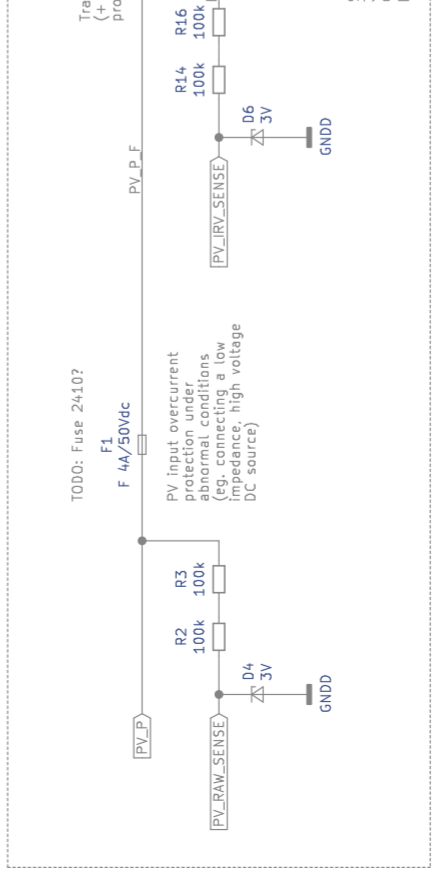 TODO: Fuse 2410?
F1
F 4A/50Vdc
PV_P
PV_P_F
Tra
(+
pro
PV input overcurrent
protection under
abnormal conditions
(eg. connecting a low
impedance, high voltage
DC source)
R2
100k
R3
100k
R14
100k
R16
100k
PV_RAW_SENSE
D4
3V
GNDD
PV_IRV_SENSE
D6
3V
GNDD